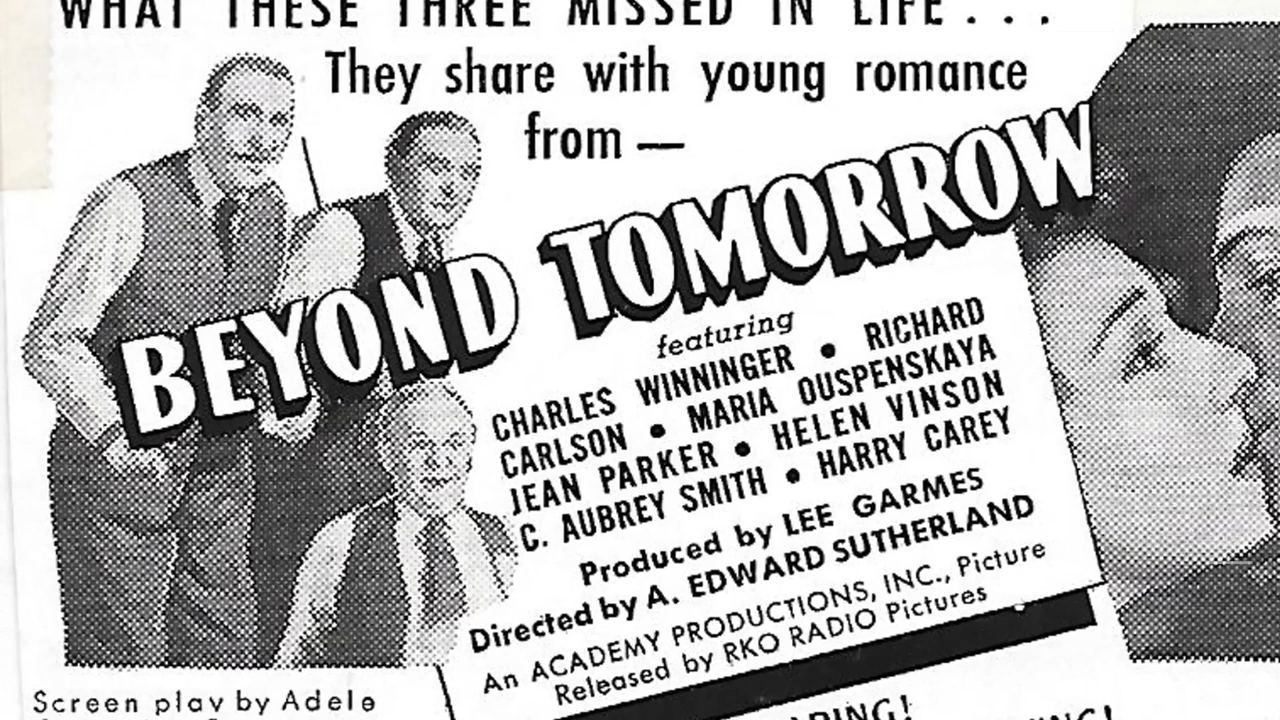 WHAT THESE THREE MISSED IN LIFE...
They share with young romance
from —
BEYOND TOMORROW
featuring
CHARLES WINNINGER • RICHARD
CARLSON • MARIA OUSPENSKAYA
JEAN PARKER • HELEN VINSON
C. AUBREY SMITH • HARRY CAREY
Produced by LEE GARMES
Directed by A. EDWARD SUTHERLAND
An ACADEMY PRODUCTIONS, INC., Picture
Released by RKO RADIO Pictures
Screen play by Adele